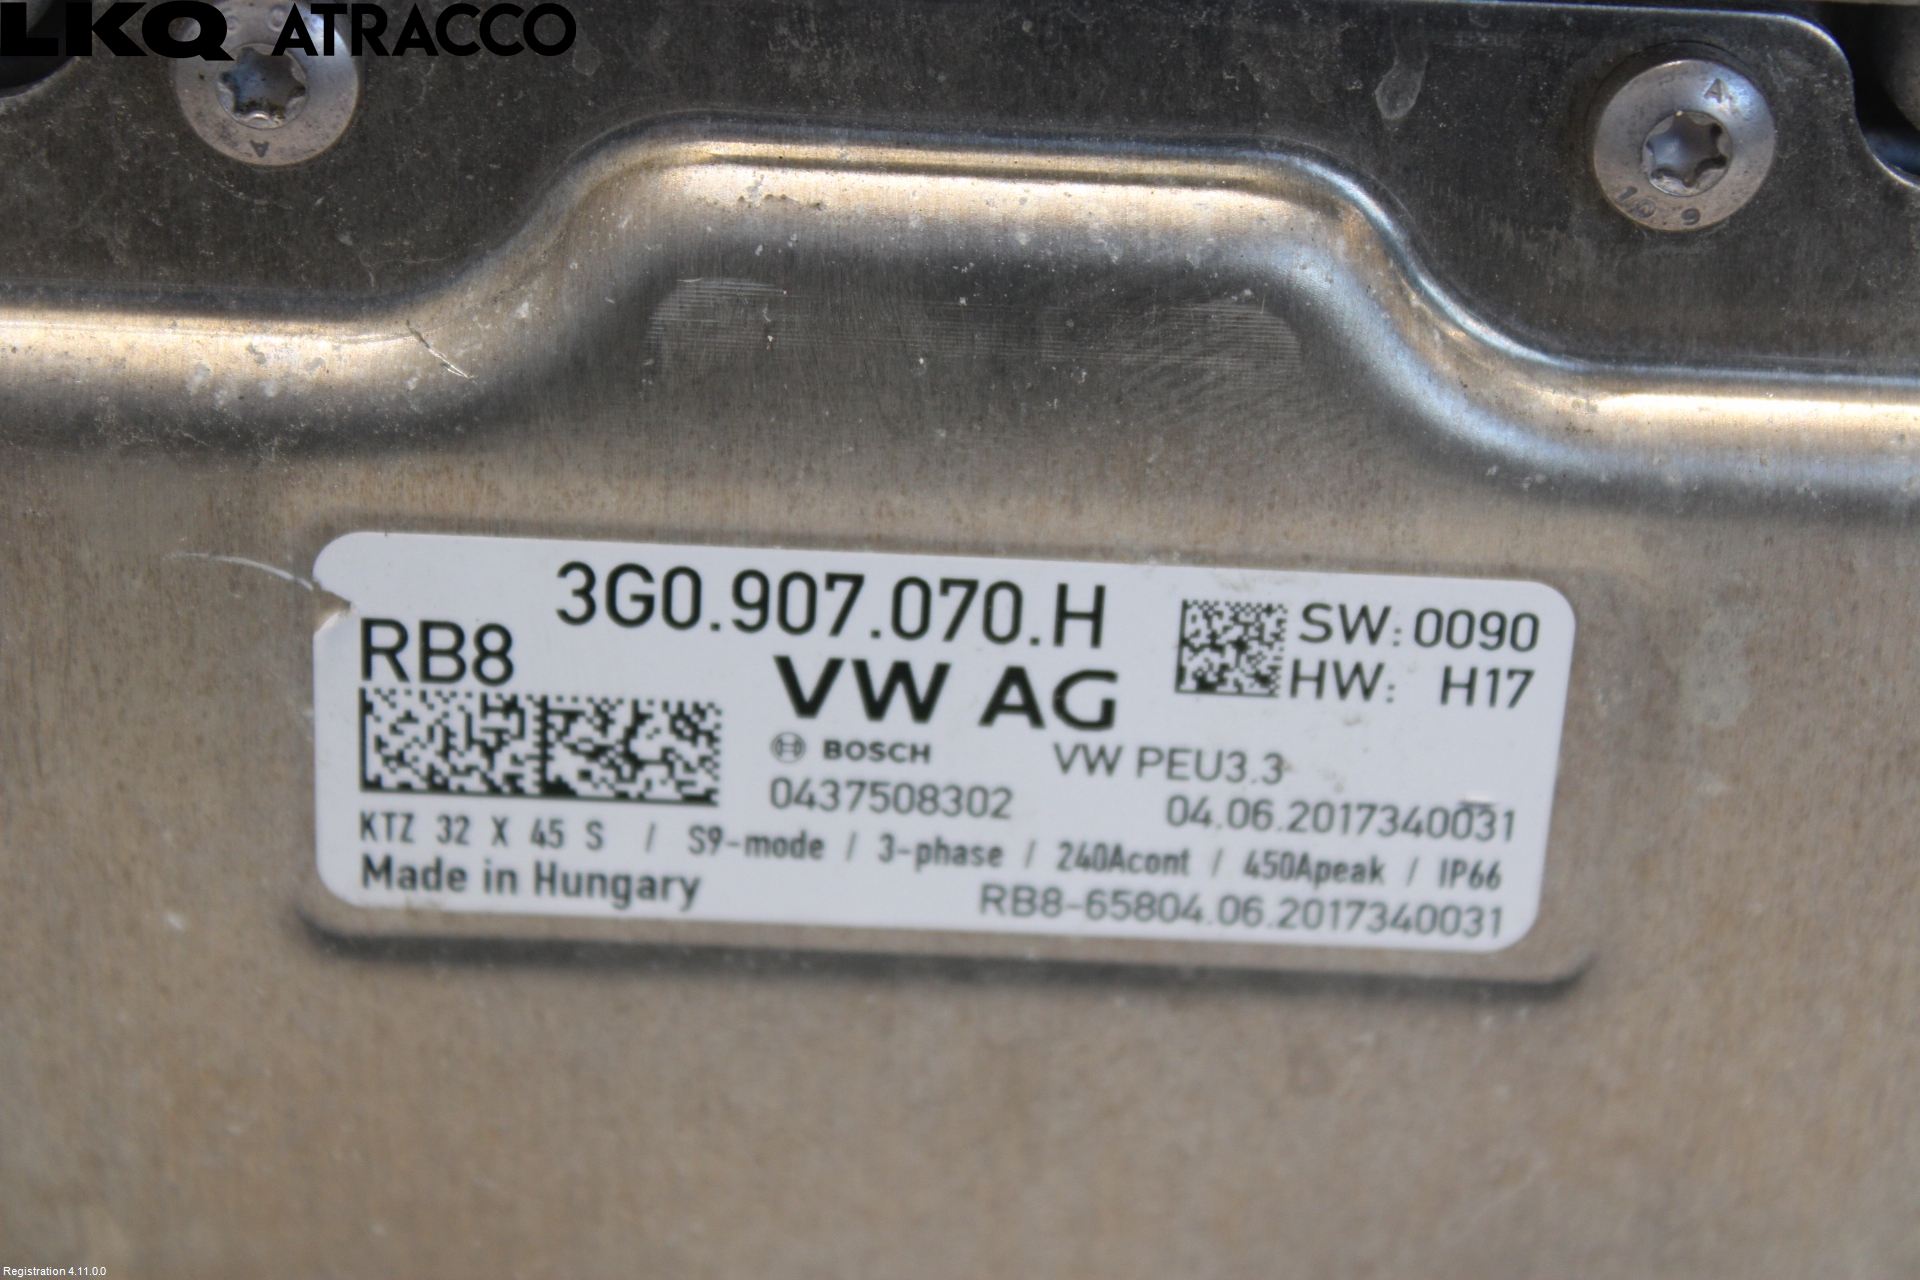 LKQ ATRACCO
A
A
10 9
3G0.907.070.H
RB8
VW AG
SW: 0090
HW: H17
BOSCH
VW PEU3.3
0437508302
04.06.2017340031
KTZ 32 X 45 S / S9-mode / 3-phase / 240Acont / 450Apeak / IP66
Made in Hungary
RB8-65804.06.2017340031
Registration 4.11.0.0